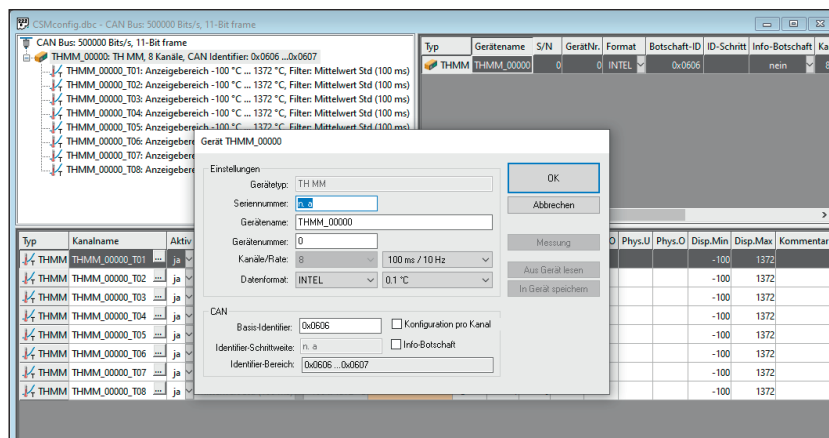 CSMconfig.dbc - CAN Bus: 500000 Bits/s, 11-Bit frame
CAN Bus: 500000 Bits/s, 11-Bit frame
THMM_00000: TH MM, 8 Kanäle, CAN Identifier: 0x0606 ...0x0607
THMM_00000_T01: Anzeigebereich -100 °C ... 1372 °C, Filter: Mittelwert Std (100 ms)
THMM_00000_T02: Anzeigebereich -100 °C ... 1372 °C, Filter: Mittelwert Std (100 ms)
THMM_00000_T03: Anzeigebereich -100 °C ... 1372 °C, Filter: Mittelwert Std (100 ms)
THMM_00000_T04: Anzeigebereich -100 °C ... 1372 °C, Filter: Mittelwert Std (100 ms)
THMM_00000_T05: Anzeigebereich -100 °C ... 1372 °C, Filter: Mittelwert Std (100 ms)
THMM_00000_T06: Anzeigebere
THMM_00000_T07: Anzeigebere
THMM_00000_T08: Anzeigebere
Typ Gerätename S/N GerätNr. Format Botschaft-ID ID-Schritt Info-Botschaft Ka
THMM THMM_00000 0 0 INTEL 0x0606 nein 8
Gerät THMM_00000
Einstellungen
Gerätetyp: TH MM
Seriennummer: n. a
Gerätename: THMM_00000
Gerätenummer: 0
Kanäle/Rate: 8 100 ms / 10 Hz
Datenformat: INTEL 0.1 °C
CAN
Basis-Identifier: 0x0606 Konfiguration pro Kanal
Identifier-Schrittweite: n. a Info-Botschaft
Identifier-Bereich: 0x0606 ...0x0607
OK
Abbrechen
Messung
Aus Gerät lesen
In Gerät speichern
Typ Kanalname Aktiv O Phys.U Phys.O Disp.Min Disp.Max Kommentar
THMM THMM_00000_T01 ... ja -100 1372
THMM THMM_00000_T02 ... ja -100 1372
THMM THMM_00000_T03 ... ja -100 1372
THMM THMM_00000_T04 ... ja -100 1372
THMM THMM_00000_T05 ... ja -100 1372
THMM THMM_00000_T06 ... ja -100 1372
THMM THMM_00000_T07 ... ja -100 1372
THMM THMM_00000_T08 ... ja -100 1372